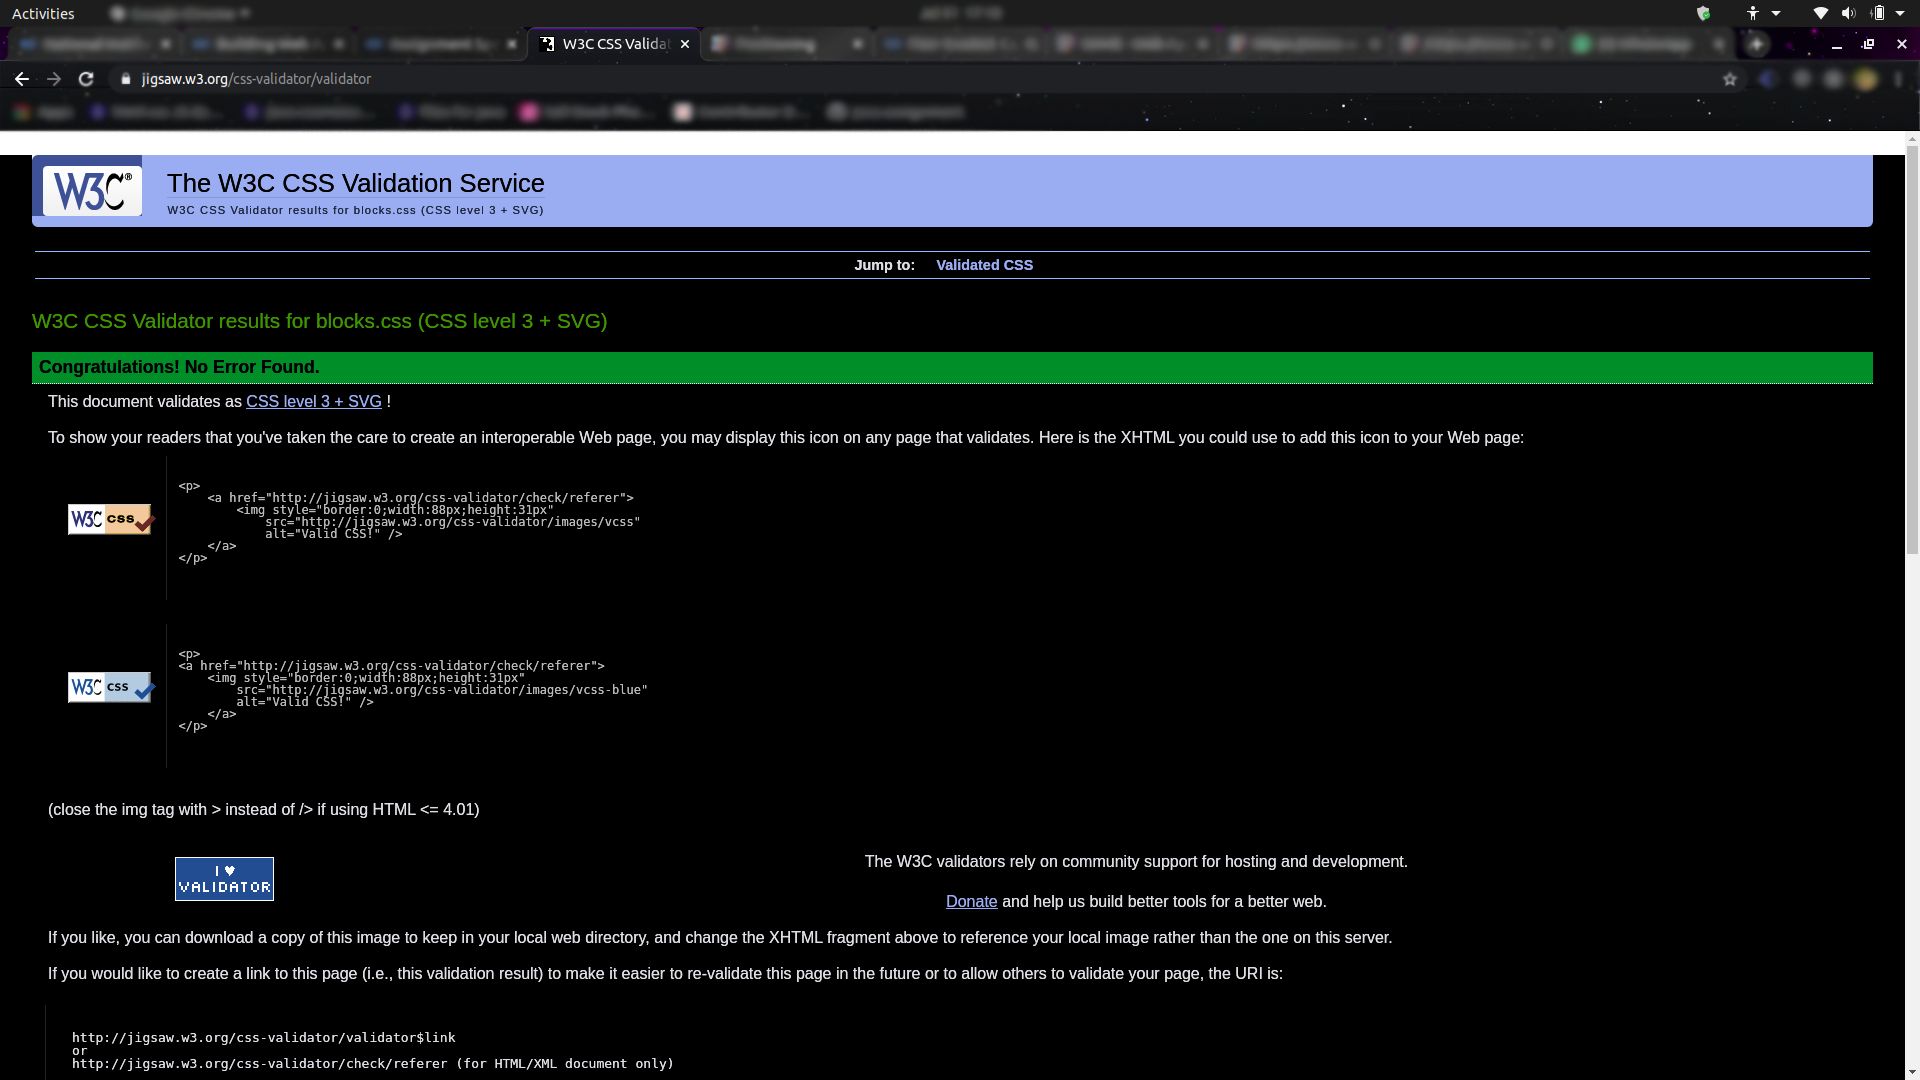 Activities
W3C CSS Validat
jigsaw.w3.org/css-validator/validator
W3C®
The W3C CSS Validation Service
W3C CSS Validator results for blocks.css (CSS level 3 + SVG)
Jump to: Validated CSS
W3C CSS Validator results for blocks.css (CSS level 3 + SVG)
Congratulations! No Error Found.
This document validates as CSS level 3 + SVG !
To show your readers that you've taken the care to create an interoperable Web page, you may display this icon on any page that validates. Here is the XHTML you could use to add this icon to your Web page:
W3C css
<p>
<a href="http://jigsaw.w3.org/css-validator/check/referer">
<img style="border:0;width:88px;height:31px"
src="http://jigsaw.w3.org/css-validator/images/vcss"
alt="Valid CSS!" />
</a>
</p>
W3C css
<p>
<a href="http://jigsaw.w3.org/css-validator/check/referer">
<img style="border:0;width:88px;height:31px"
src="http://jigsaw.w3.org/css-validator/images/vcss-blue"
alt="Valid CSS!" />
</a>
</p>
(close the img tag with > instead of /> if using HTML <= 4.01)
I ♥
VALIDATOR
The W3C validators rely on community support for hosting and development.
Donate and help us build better tools for a better web.
If you like, you can download a copy of this image to keep in your local web directory, and change the XHTML fragment above to reference your local image rather than the one on this server.
If you would like to create a link to this page (i.e., this validation result) to make it easier to re-validate this page in the future or to allow others to validate your page, the URI is:
http://jigsaw.w3.org/css-validator/validator$link
or
http://jigsaw.w3.org/css-validator/check/referer (for HTML/XML document only)